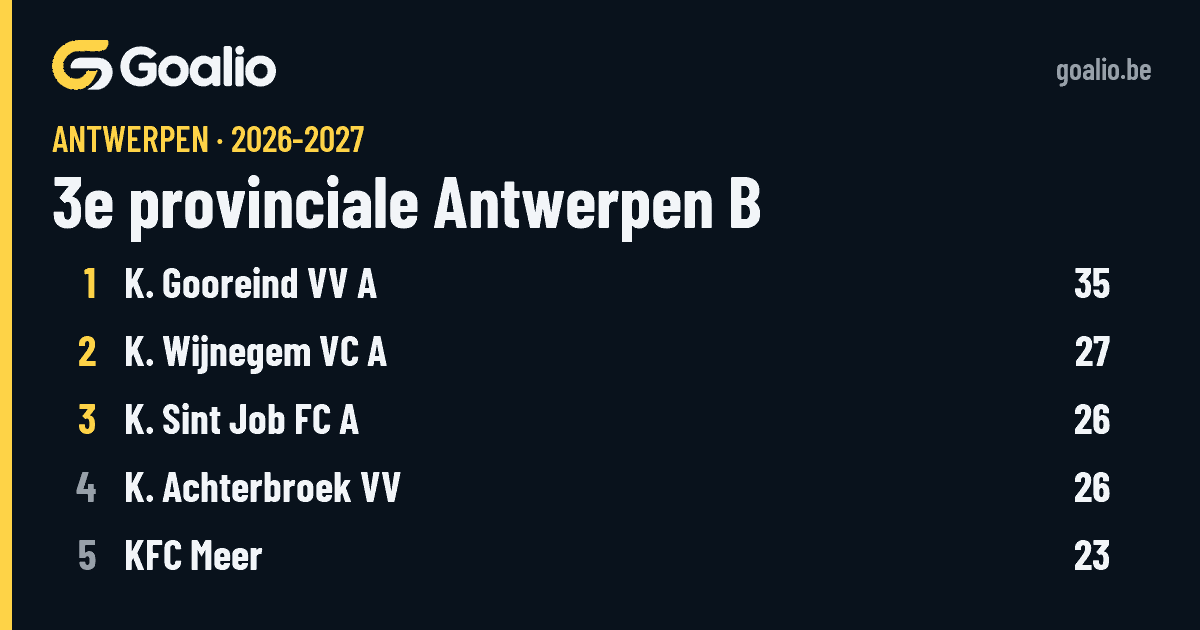 Goalio
goalio.be
ANTWERPEN · 2026-2027
3e provinciale Antwerpen B
1 K. Gooreind VV A 35
2 K. Wijnegem VC A 27
3 K. Sint Job FC A 26
4 K. Achterbroek VV 26
5 KFC Meer 23